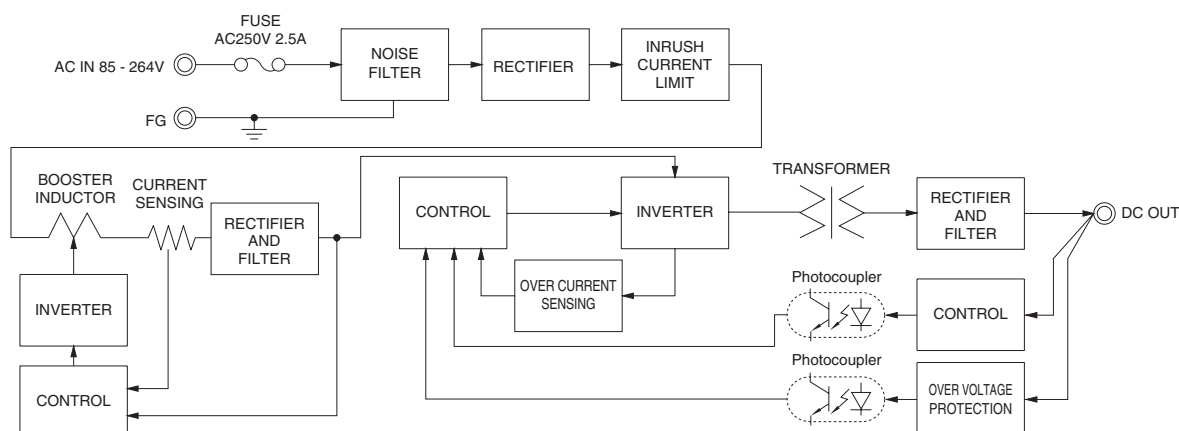 FUSE
AC250V 2.5A
AC IN 85 - 264V
NOISE
FILTER
RECTIFIER
INRUSH
CURRENT
LIMIT
FG
BOOSTER
INDUCTOR
CURRENT
SENSING
RECTIFIER
AND
FILTER
CONTROL
INVERTER
TRANSFORMER
RECTIFIER
AND
FILTER
DC OUT
OVER CURRENT
SENSING
INVERTER
Photocoupler
CONTROL
CONTROL
Photocoupler
OVER VOLTAGE
PROTECTION